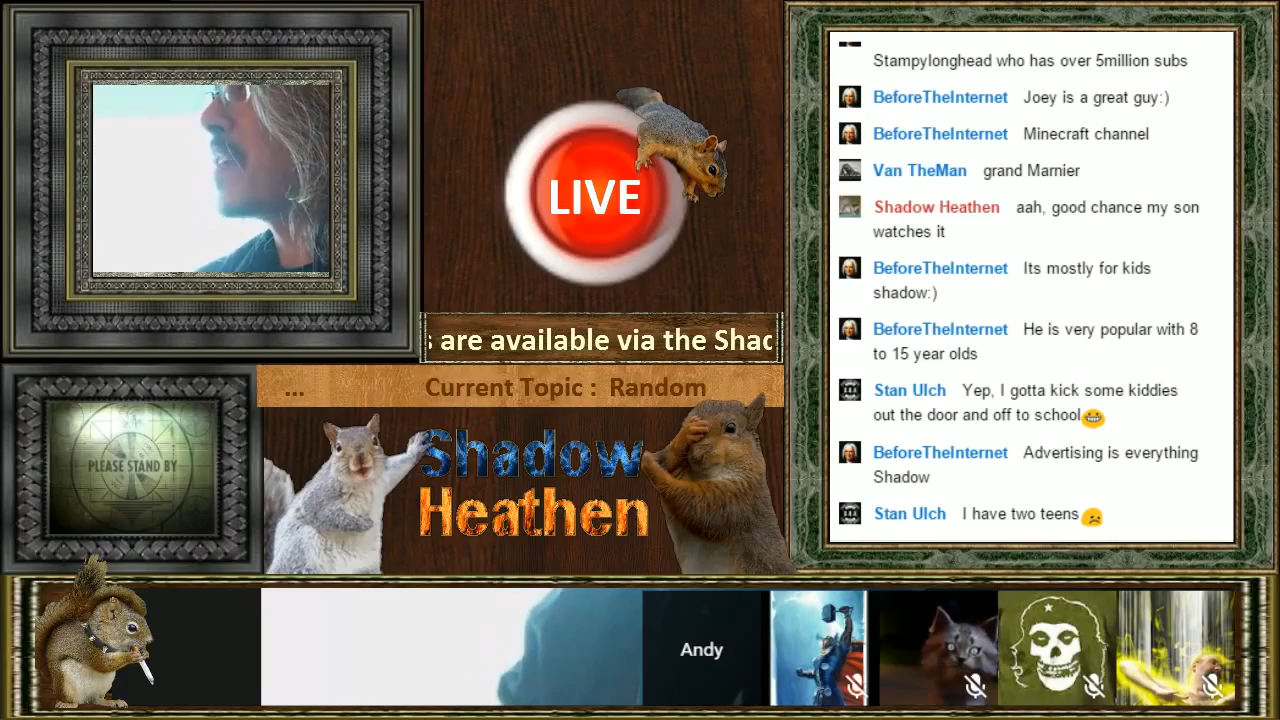 LIVE
are available via the Shad
... Current Topic : Random
PLEASE STAND BY
Shadow
Heathen
Stampylonghead who has over 5million subs
BeforeTheInternet Joey is a great guy:)
BeforeTheInternet Minecraft channel
Van TheMan grand Marnier
Shadow Heathen aah, good chance my son
watches it
BeforeTheInternet Its mostly for kids
shadow:)
BeforeTheInternet He is very popular with 8
to 15 year olds
Stan Ulch Yep, I gotta kick some kiddies
out the door and off to school😬
BeforeTheInternet Advertising is everything
Shadow
Stan Ulch I have two teens😞
Andy